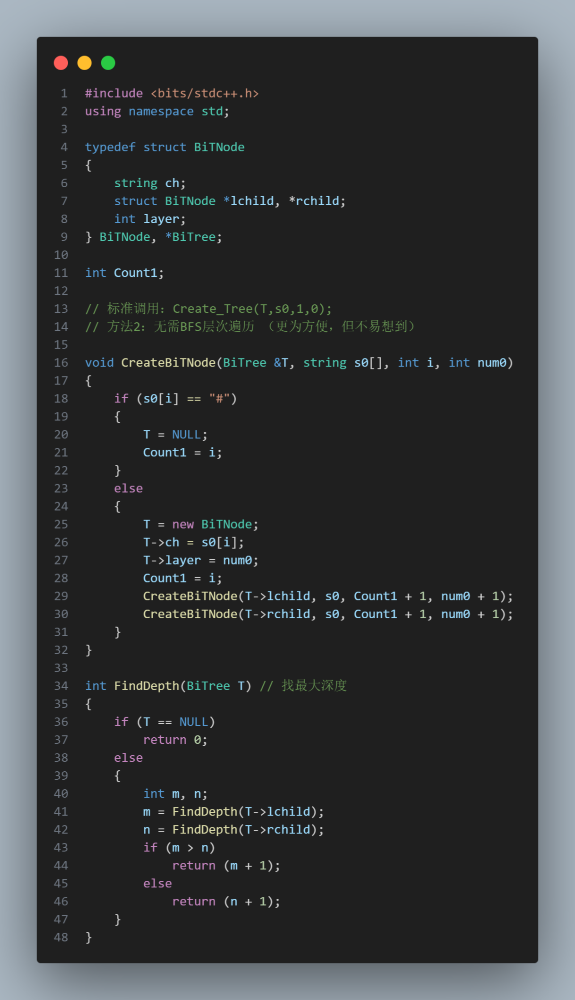 1 #include <bits/stdc++.h>
2 using namespace std;
3
4 typedef struct BiTNode
5 {
6     string ch;
7     struct BiTNode *lchild, *rchild;
8     int layer;
9 } BiTNode, *BiTree;
10
11 int Count1;
12
13 // 标准调用：Create_Tree(T,s0,1,0);
14 // 方法2：无需BFS层次遍历 （更为方便，但不易想到）
15
16 void CreateBiTNode(BiTree &T, string s0[], int i, int num0)
17 {
18     if (s0[i] == "#")
19     {
20         T = NULL;
21         Count1 = i;
22     }
23     else
24     {
25         T = new BiTNode;
26         T->ch = s0[i];
27         T->layer = num0;
28         Count1 = i;
29         CreateBiTNode(T->lchild, s0, Count1 + 1, num0 + 1);
30         CreateBiTNode(T->rchild, s0, Count1 + 1, num0 + 1);
31     }
32 }
33
34 int FindDepth(BiTree T) // 找最大深度
35 {
36     if (T == NULL)
37         return 0;
38     else
39     {
40         int m, n;
41         m = FindDepth(T->lchild);
42         n = FindDepth(T->rchild);
43         if (m > n)
44             return (m + 1);
45         else
46             return (n + 1);
47     }
48 }